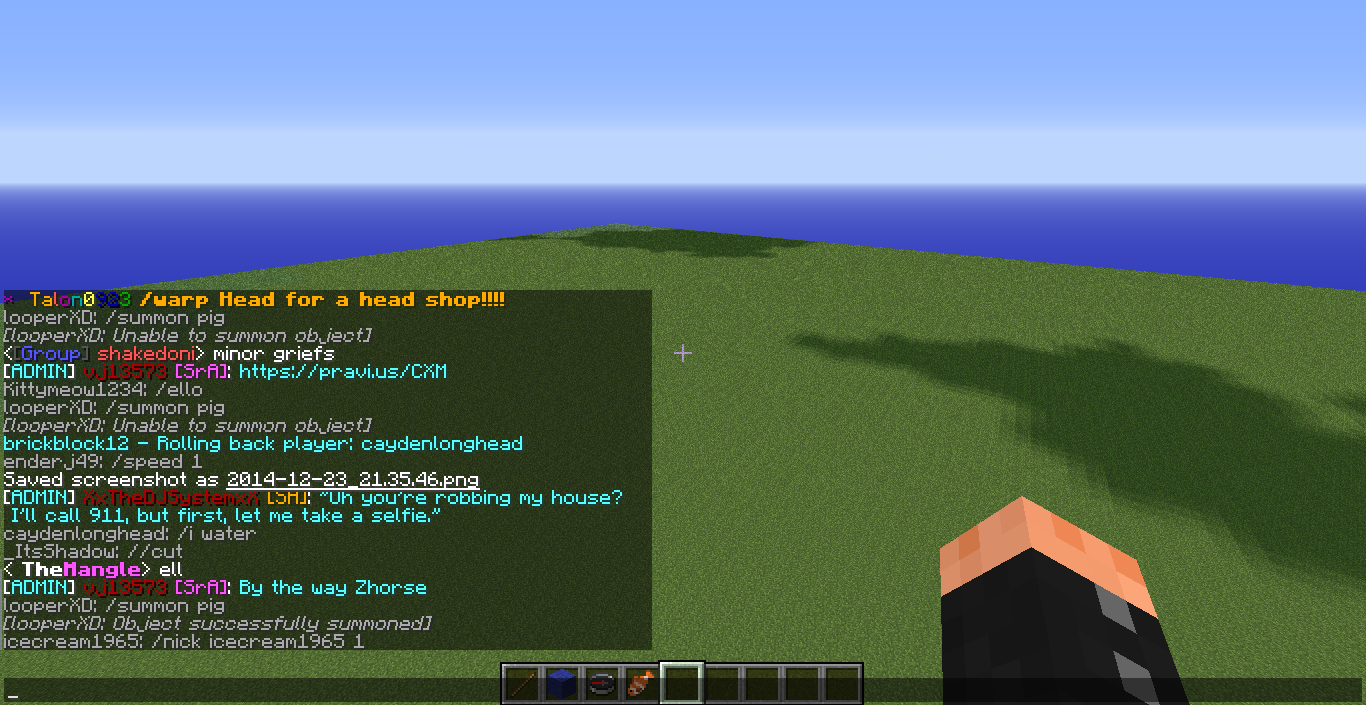 * Talon0983 /warp Head for a head shop!!!!
looperXD: /summon pig
[looperXD: Unable to summon object]
<[Group] shakedoni> minor griefs
[ADMIN] vj13573 [SrA]: https://pravi.us/CXM
Kittymeow1234: /ello
looperXD: /summon pig
[looperXD: Unable to summon object]
brickblock12 - Rolling back player: caydenlonghead
enderj49: /speed 1
Saved screenshot as 2014-12-23_21.35.46.png
[ADMIN] XxTheDJSystemxX [SA]: "Oh you're robbing my house?
I'll call 911, but first, let me take a selfie."
caydenlonghead: /i water
_ItsShadow: //cut
< TheMangle> ell
[ADMIN] vj13573 [SrA]: By the way Zhorse
looperXD: /summon pig
[looperXD: Object successfully summoned]
icecream1965: /nick icecream1965 1
_